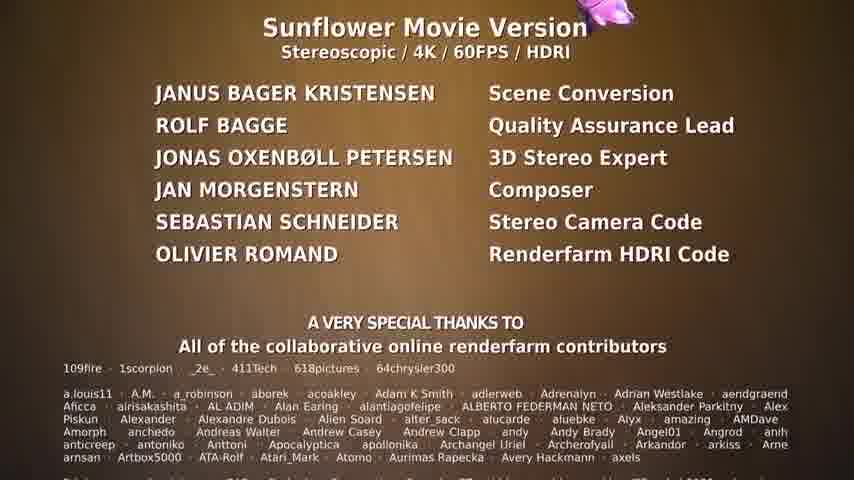 Sunflower Movie Version
Stereoscopic / 4K / 60FPS / HDRI
JANUS BAGER KRISTENSEN Scene Conversion
ROLF BAGGE Quality Assurance Lead
JONAS OXENBØLL PETERSEN 3D Stereo Expert
JAN MORGENSTERN Composer
SEBASTIAN SCHNEIDER Stereo Camera Code
OLIVIER ROMAND Renderfarm HDRI Code
A VERY SPECIAL THANKS TO
All of the collaborative online renderfarm contributors
109fire · 1scorpion · _2e_ · 411Tech · 618pictures · 64chrysler300
a.louis11 · A.M. · a_robinson · aborek · acoakley · Adam K Smith · adlerweb · Adrenalyn · Adrian Westlake · aendgraend
Aficca · airisakashita · AL ADIM · Alan Earing · alantiagofelipe · ALBERTO FEDERMAN NETO · Aleksander Parkitny · Alex
Piskun · Alexander · Alexandre Dubois · Alien Soard · alter_sack · alucarde · aluebke · Alyx · amazing · AMDave
Amorph · anchedo · Andreas Walter · Andrew Casey · Andrew Clapp · andy · Andy Brady · Angel01 · Angrod · anih
anticreep · antoniko · Anttoni · Apocalyptica · apollonika · Archangel Uriel · Archerofyall · Arkandor · arkiss · Arne
arnsan · Artbox5000 · ATA-Rolf · Atari_Mark · Atomo · Aurimas Rapecka · Avery Hackmann · axels